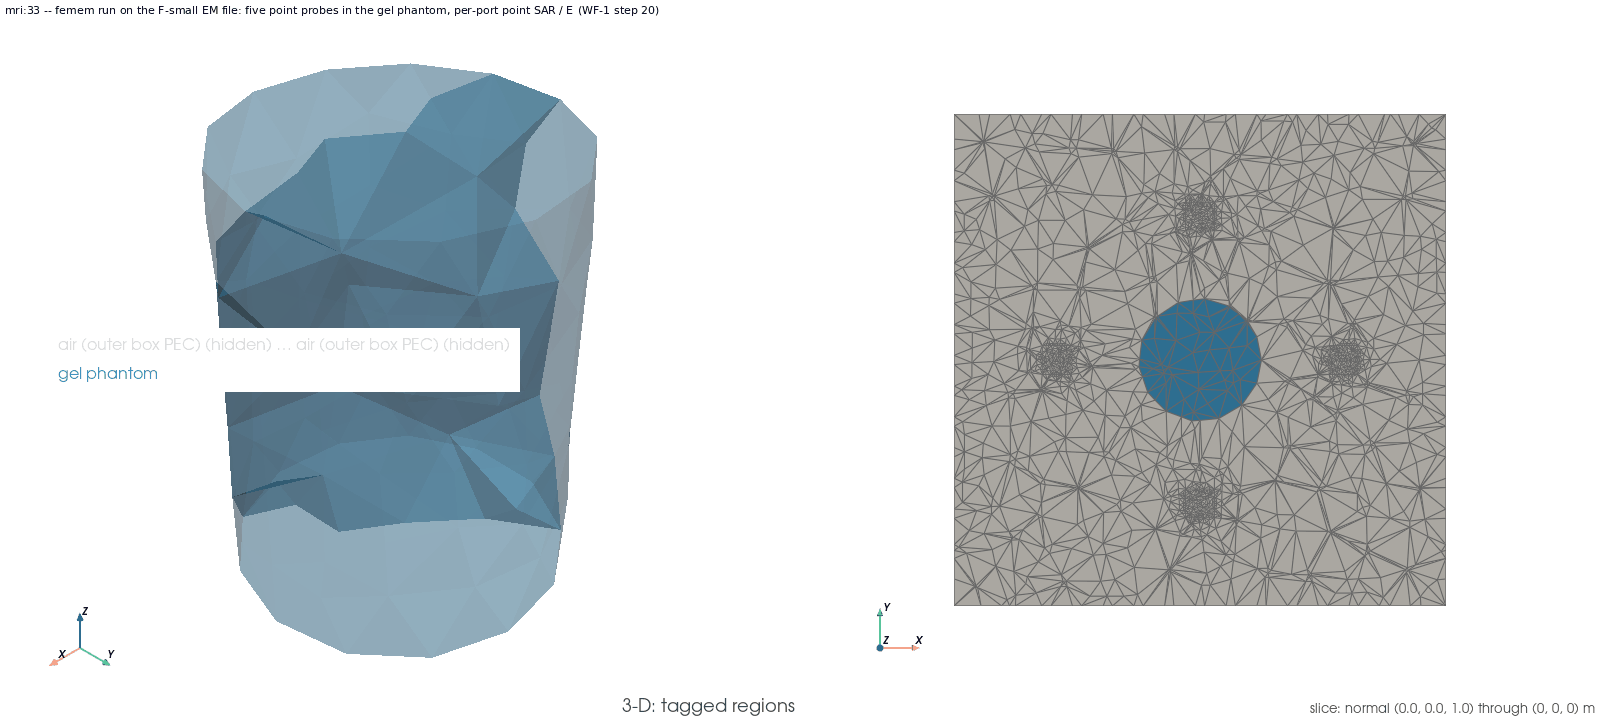 mri:33 -- femem run on the F-small EM file: five point probes in the gel phantom, per-port point SAR / E (WF-1 step 20)
air (outer box PEC) (hidden) ... air (outer box PEC) (hidden)
gel phantom
Z
X
Y
Y
Z
X
3-D: tagged regions
slice: normal (0.0, 0.0, 1.0) through (0, 0, 0) m